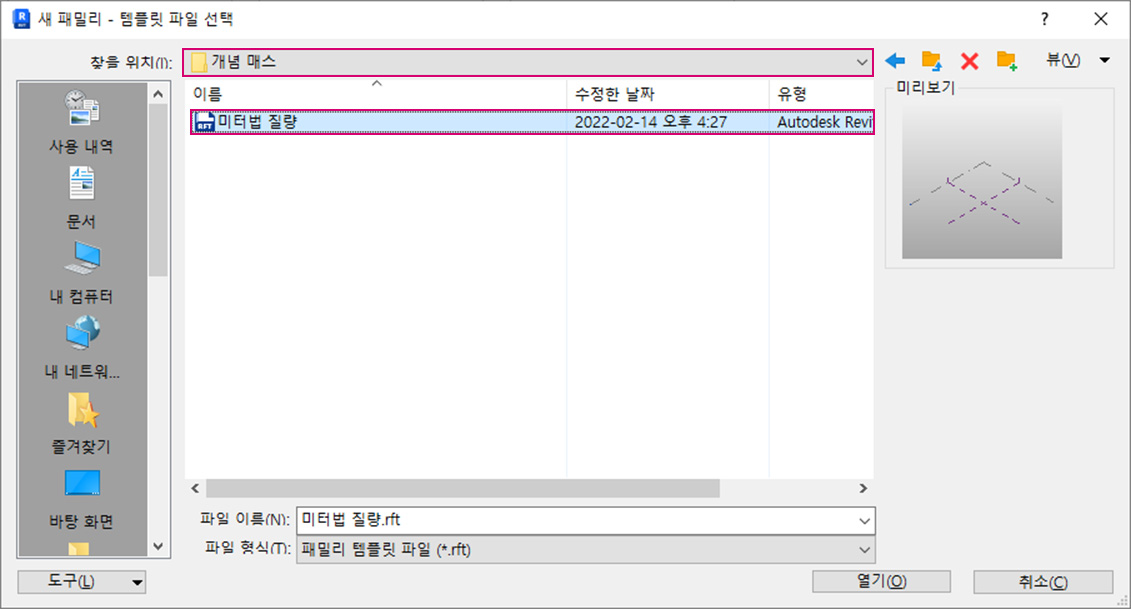 새 패밀리 - 템플릿 파일 선택
?
찾을 위치(I):
개념 매스
뷰(V)
이름
수정한 날짜
유형
미리보기
미터법 질량
2022-02-14 오후 4:27
Autodesk Revi
사용 내역
문서
내 컴퓨터
내 네트워...
즐겨찾기
바탕 화면
파일 이름(N):
미터법 질량.rft
파일 형식(T):
패밀리 템플릿 파일 (*.rft)
도구(L)
열기(O)
취소(C)